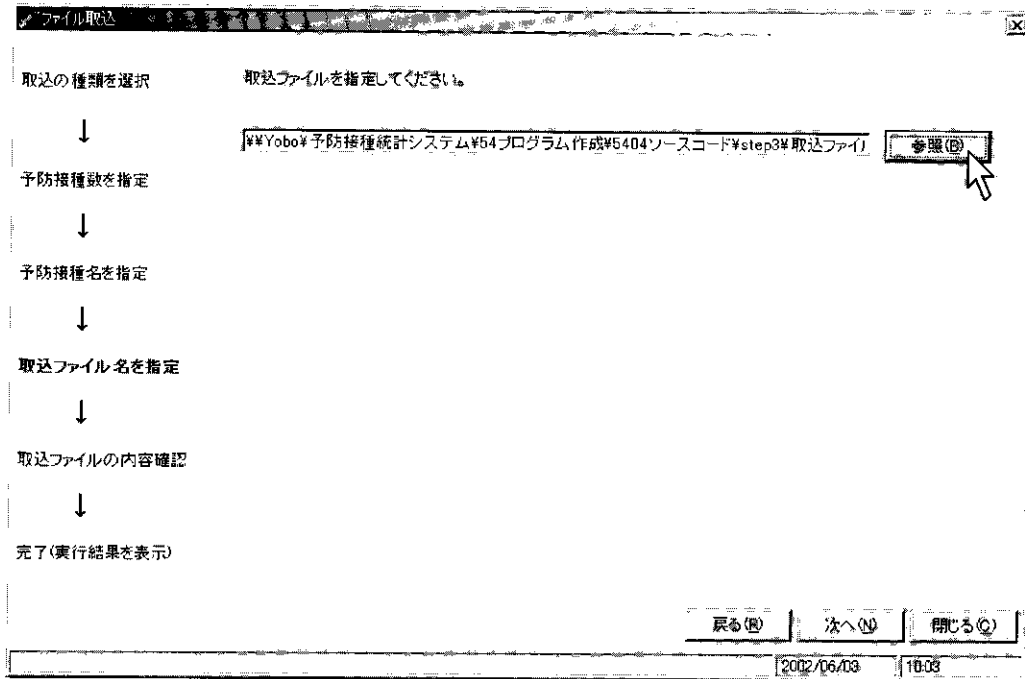 ファイル取込
取込の種類を選択
取込ファイルを指定してください。
↓
¥¥Yobo¥予防接種統計システム¥54プログラム作成¥5404ソースコード¥step3¥取込ファイル
参照(B)
予防接種数を指定
↓
予防接種名を指定
↓
取込ファイル名を指定
↓
取込ファイルの内容確認
↓
完了(実行結果を表示)
戻る(R)
次へ(N)
閉じる(C)
2002/06/03
10:03